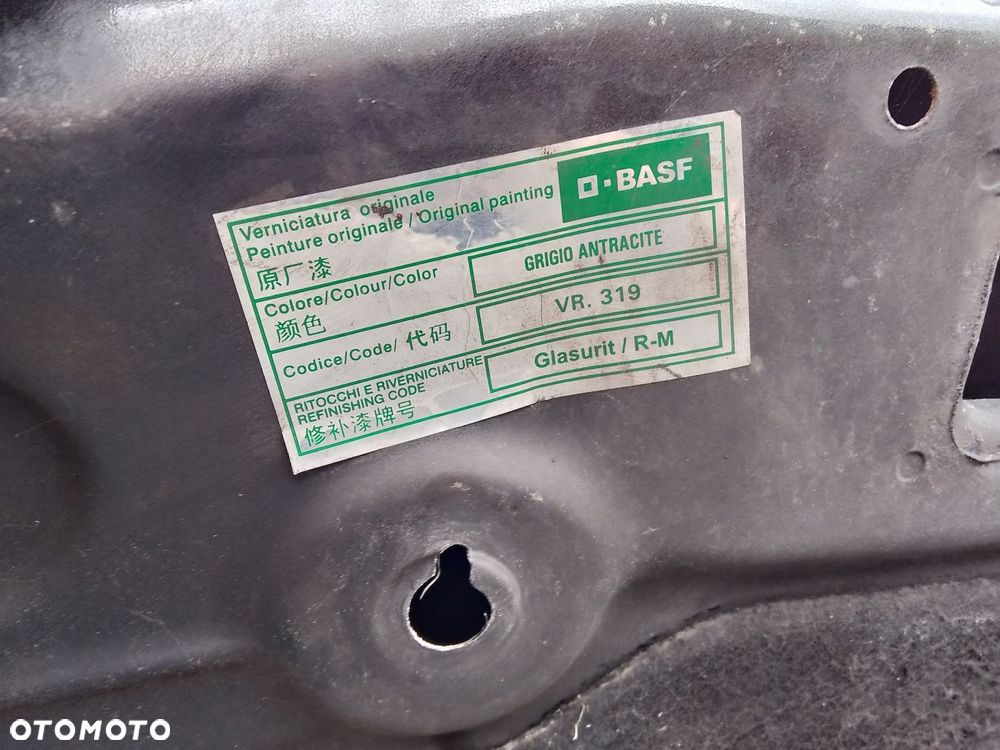 Verniciatura originale
Peinture originale / Original painting
原厂漆
BASF
Colore/Colour/Color
颜色
GRIGIO ANTRACITE
Codice/Code/ 代码
VR. 319
RITOCCHI E RIVERNICIATURE
REFINISHING CODE
修补漆牌号
Glasurit / R-M
OTOMOTO